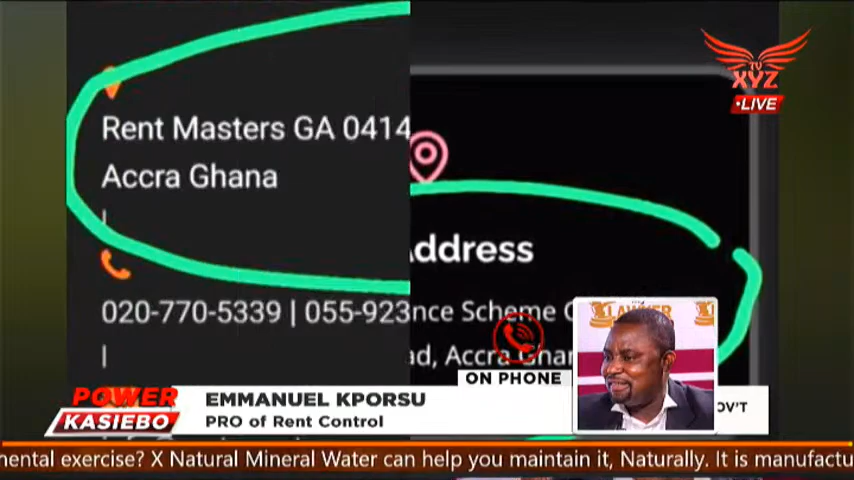 TV
XYZ
LIVE
Rent Masters GA 0414
Accra Ghana
|
Address
020-770-5339 | 055-923
nce Scheme
|
ad, Accra Ghan
ON PHONE
POWER
KASIEBO
EMMANUEL KPORSU
PRO of Rent Control
OV'T
mental exercise? X Natural Mineral Water can help you maintain it, Naturally. It is manufactu